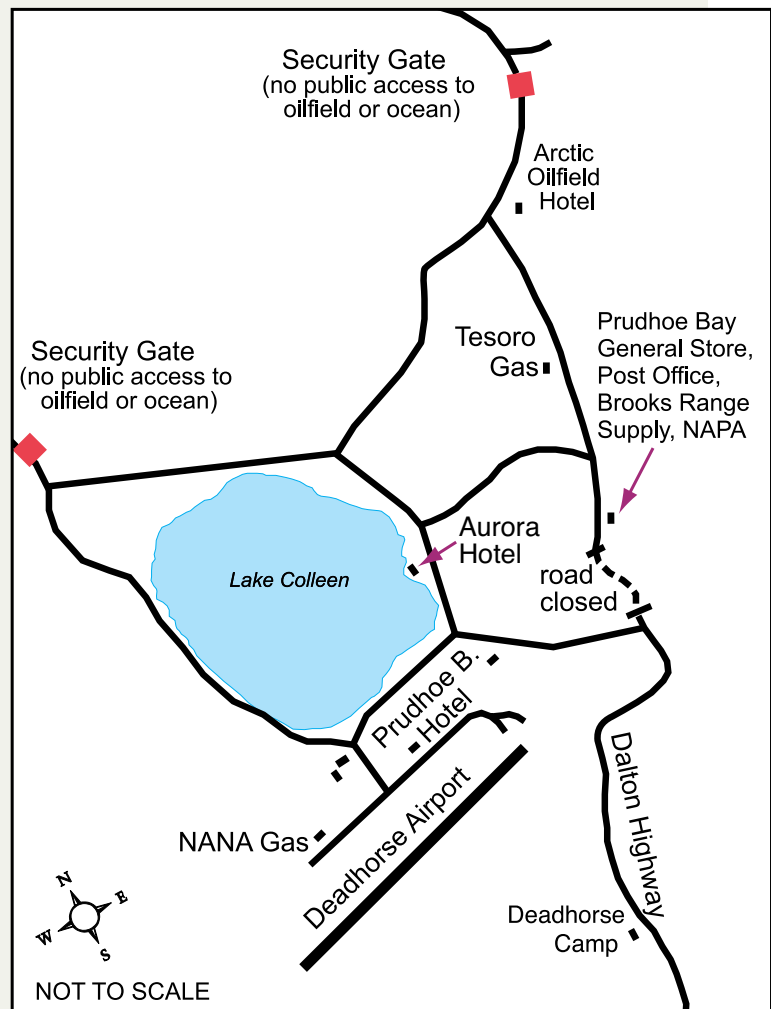 Security Gate
(no public access to
oilfield or ocean)
Arctic
Oilfield
Hotel
Tesoro
Gas
Prudhoe Bay
General Store,
Post Office,
Brooks Range
Supply, NAPA
Security Gate
(no public access to
oilfield or ocean)
Aurora
Hotel
Lake Colleen
road
closed
Prudhoe B.
Hotel
Dalton Highway
NANA Gas
Deadhorse Airport
Deadhorse
Camp
N
E
W
S
NOT TO SCALE